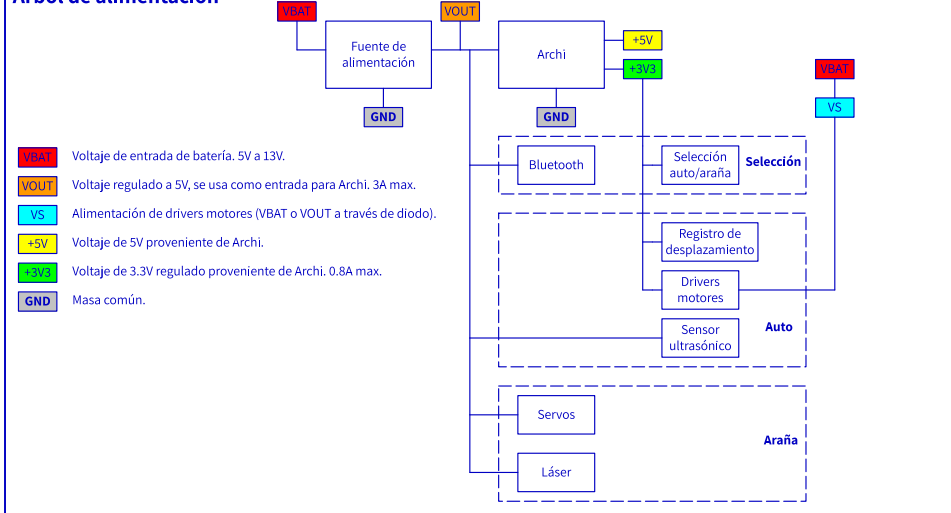 Árbol de alimentación
VBAT
VOUT
Fuente de
alimentación
Archi
+5V
+3V3
VBAT
VS
GND
GND
VBAT Voltaje de entrada de batería. 5V a 13V.
VOUT Voltaje regulado a 5V, se usa como entrada para Archi. 3A max.
VS Alimentación de drivers motores (VBAT o VOUT a través de diodo).
+5V Voltaje de 5V proveniente de Archi.
+3V3 Voltaje de 3.3V regulado proveniente de Archi. 0.8A max.
GND Masa común.
Bluetooth
Selección
auto/araña
Selección
Registro de
desplazamiento
Drivers
motores
Sensor
ultrasónico
Auto
Servos
Láser
Araña